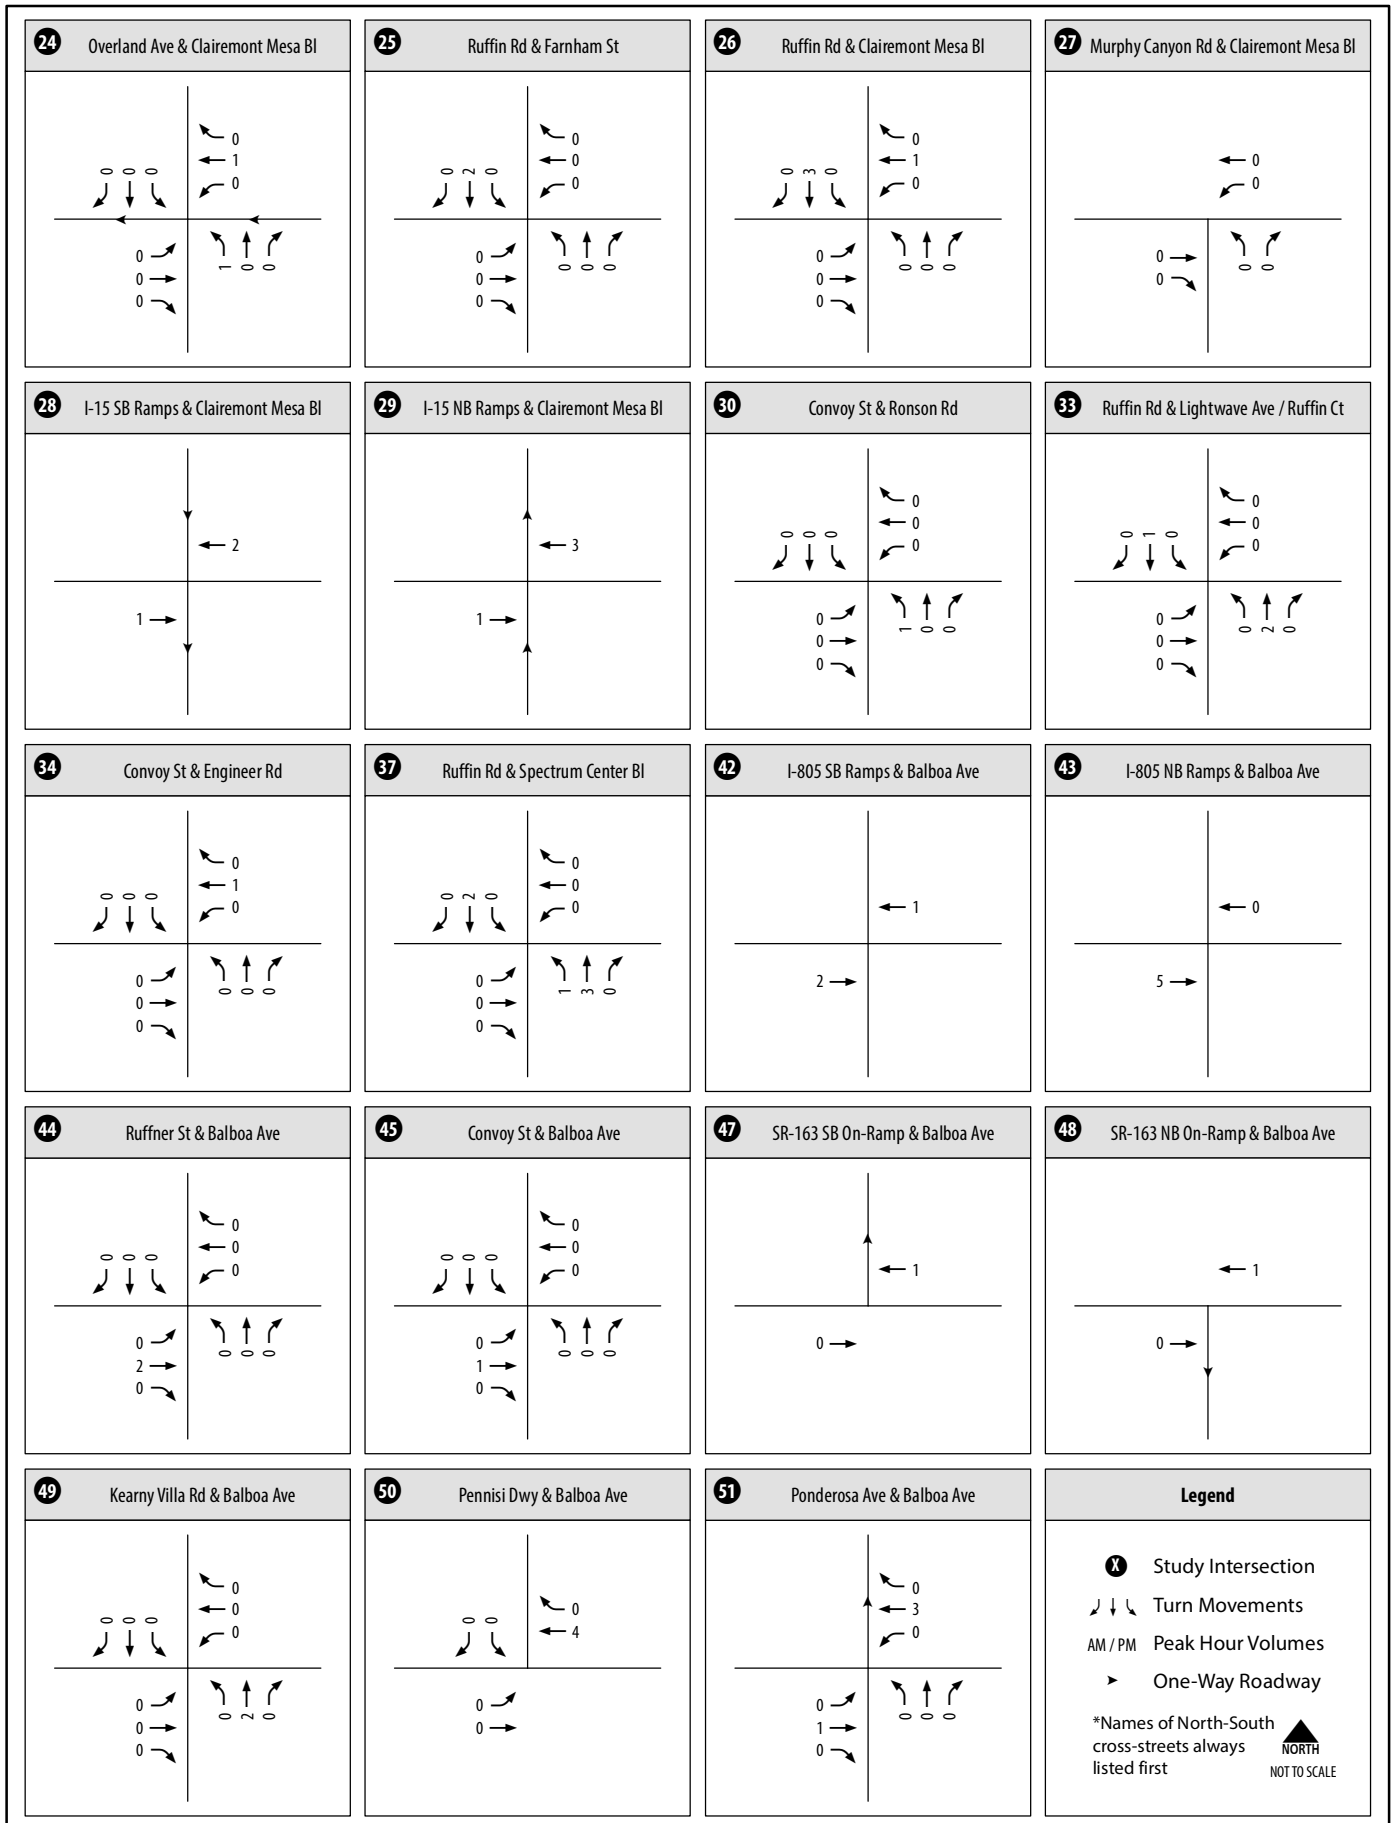 24 Overland Ave & Clairemont Mesa Bl
0
1
0
0 0 0
0
0
0
1 0 0
25 Ruffin Rd & Farnham St
0
0
0
0 2 0
0
0
0
0 0 0
26 Ruffin Rd & Clairemont Mesa Bl
0
1
0
0 3 0
0
0
0
0 0 0
27 Murphy Canyon Rd & Clairemont Mesa Bl
0
0
0
0
0 0
28 I-15 SB Ramps & Clairemont Mesa Bl
2
1
29 I-15 NB Ramps & Clairemont Mesa Bl
3
1
30 Convoy St & Ronson Rd
0
0
0
0 0 0
0
0
0
1 0 0
33 Ruffin Rd & Lightwave Ave / Ruffin Ct
0
0
0
0 1 0
0
0
0
0 2 0
34 Convoy St & Engineer Rd
0
1
0
0 0 0
0
0
0
0 0 0
37 Ruffin Rd & Spectrum Center Bl
0
0
0
0 2 0
0
0
0
1 3 0
42 I-805 SB Ramps & Balboa Ave
1
2
43 I-805 NB Ramps & Balboa Ave
0
5
44 Ruffner St & Balboa Ave
0
0
0
0 0 0
0
2
0
0 0 0
45 Convoy St & Balboa Ave
0
0
0
0 0 0
0
1
0
0 0 0
47 SR-163 SB On-Ramp & Balboa Ave
1
0
48 SR-163 NB On-Ramp & Balboa Ave
1
0
49 Kearny Villa Rd & Balboa Ave
0
0
0
0 0 0
0
0
0
0 2 0
50 Pennisi Dwy & Balboa Ave
0
4
0 0
0
0
51 Ponderosa Ave & Balboa Ave
0
3
0
0
1
0
0 0 0
Legend
X Study Intersection
Turn Movements
AM / PM Peak Hour Volumes
One-Way Roadway
*Names of North-South
cross-streets always
listed first
NORTH
NOT TO SCALE